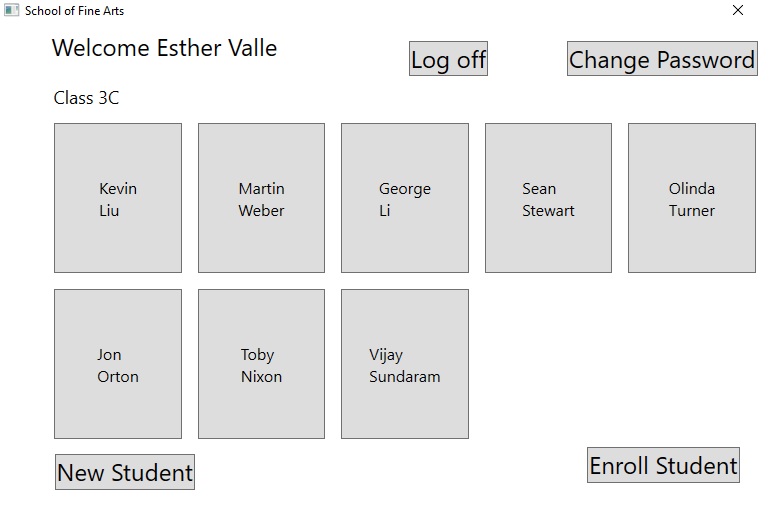 School of Fine Arts
Welcome Esther Valle
Log off
Change Password
Class 3C
Kevin
Liu
Martin
Weber
George
Li
Sean
Stewart
Olinda
Turner
Jon
Orton
Toby
Nixon
Vijay
Sundaram
New Student
Enroll Student